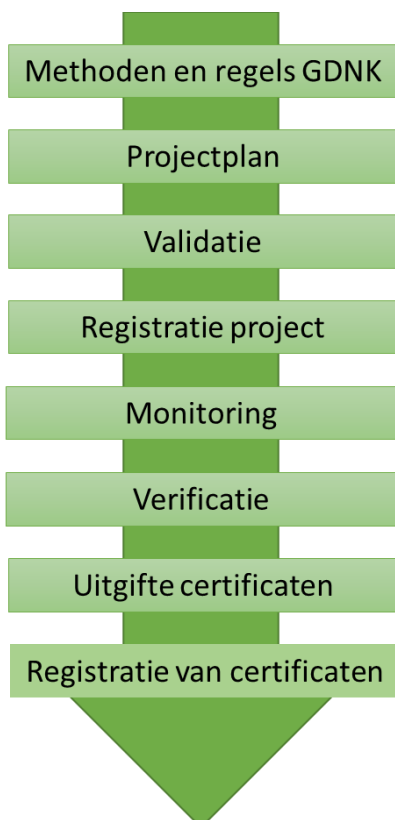 Methoden en regels GDNK
Projectplan
Validatie
Registratie project
Monitoring
Verificatie
Uitgifte certificaten
Registratie van certificaten